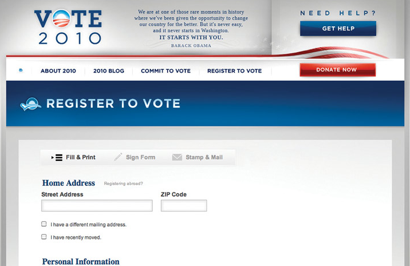 VOTE
2010
We are at one of those rare moments in history
where we've been given the opportunity to change
our country for the better. But it's never easy,
and it never starts in Washington.
IT STARTS WITH YOU.
BARACK OBAMA
NEED HELP?
GET HELP
ABOUT 2010
2010 BLOG
COMMIT TO VOTE
REGISTER TO VOTE
DONATE NOW
REGISTER TO VOTE
Fill & Print
Sign Form
Stamp & Mail
Home Address
Registering abroad?
Street Address
ZIP Code
I have a different mailing address.
I have recently moved.
Personal Information